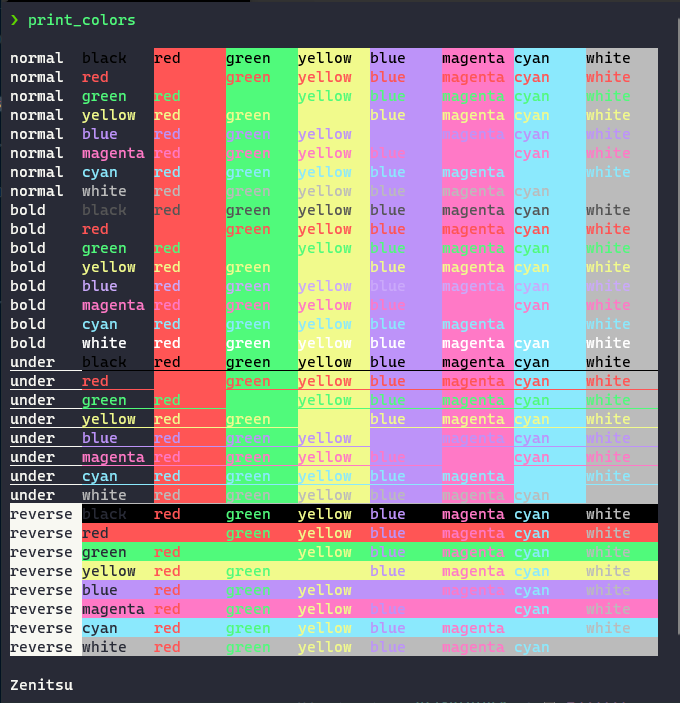 ❯ print_colors
normal black red green yellow blue magenta cyan white
normal red green yellow blue magenta cyan white
normal green red yellow blue magenta cyan white
normal yellow red green blue magenta cyan white
normal blue red green yellow magenta cyan white
normal magenta red green yellow blue cyan white
normal cyan red green yellow blue magenta white
normal white red green yellow blue magenta cyan
bold black red green yellow blue magenta cyan white
bold red green yellow blue magenta cyan white
bold green red yellow blue magenta cyan white
bold yellow red green blue magenta cyan white
bold blue red green yellow blue magenta cyan white
bold magenta red green yellow blue cyan white
bold cyan red green yellow blue magenta white
bold white red green yellow blue magenta cyan white
under black red green yellow blue magenta cyan white
under red green yellow blue magenta cyan white
under green red yellow blue magenta cyan white
under yellow red green blue magenta cyan white
under blue red green yellow magenta cyan white
under magenta red green yellow blue cyan white
under cyan red green yellow blue magenta white
under white red green yellow blue magenta cyan
reverse black red green yellow blue magenta cyan white
reverse red green yellow blue magenta cyan white
reverse green red yellow blue magenta cyan white
reverse yellow red green blue magenta cyan white
reverse blue red green yellow magenta cyan white
reverse magenta red green yellow blue cyan white
reverse cyan red green yellow blue magenta white
reverse white red green yellow blue magenta cyan
Zenitsu